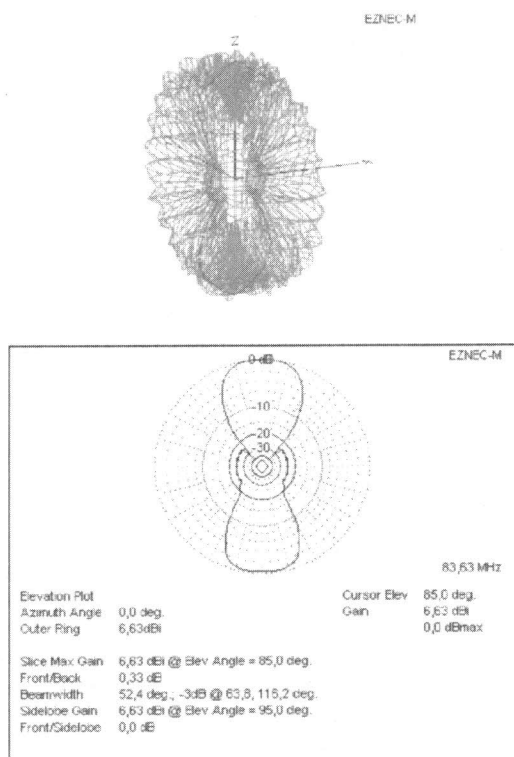 EZNEC-M
Z
EZNEC-M
0 dB
-10
-20
-30
83,63 MHz
Elevation Plot
Azimuth Angle 0,0 deg.
Outer Ring 6,63dBi
Cursor Elev 85,0 deg.
Gain 6,63 dBi
0,0 dBmax
Slice Max Gain 6,63 dBi @ Elev Angle = 85,0 deg.
Front/Back 0,33 dB
Beamwidth 52,4 deg.; -3dB @ 63,8, 116,2 deg.
Sidelobe Gain 6,63 dBi @ Elev Angle = 95,0 deg.
Front/Sidelobe 0,0 dB